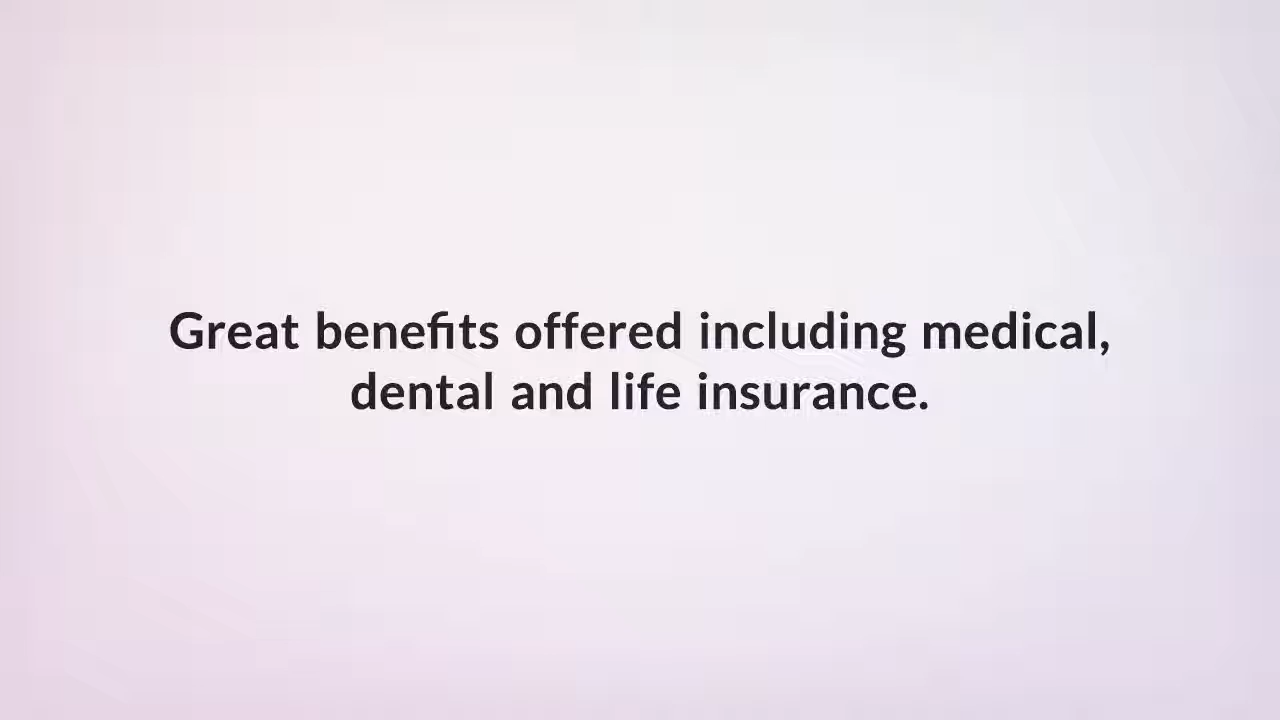 Great benefits offered including medical,
dental and life insurance.